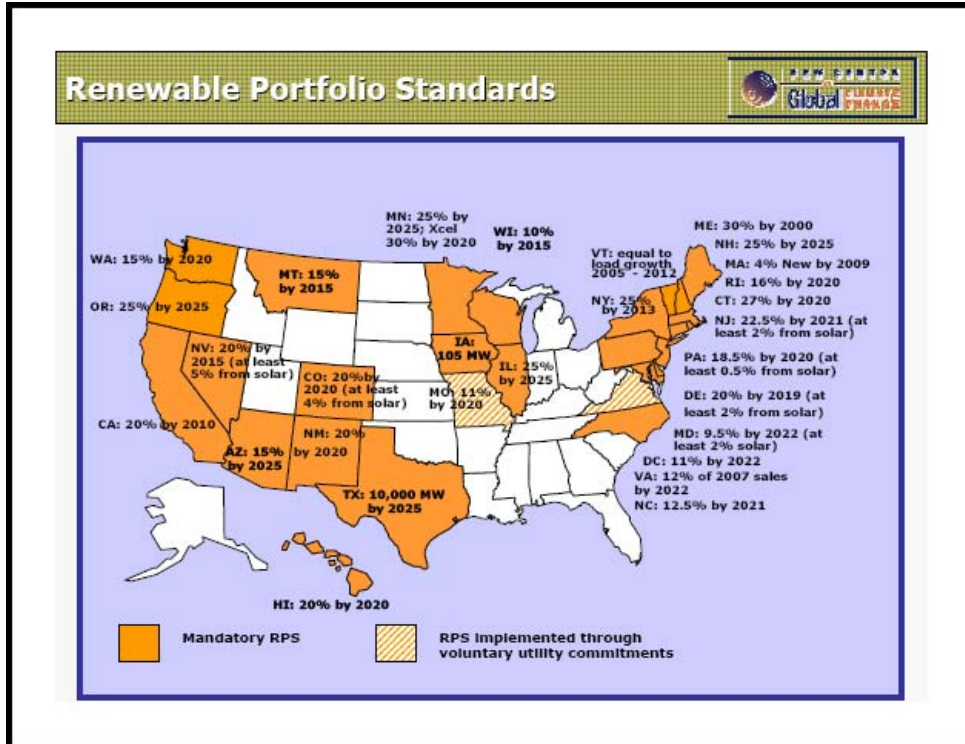 Renewable Portfolio Standards
PEW CENTER
ON
Global CLIMATE
CHANGE
MN: 25% by
2025; Xcel
30% by 2020
WI: 10%
by 2015
ME: 30% by 2000
NH: 25% by 2025
VT: equal to
load growth
2005 – 2012
MA: 4% New by 2009
RI: 16% by 2020
WA: 15% by 2020
MT: 15%
by 2015
NY: 25%
by 2013
CT: 27% by 2020
OR: 25% by 2025
NJ: 22.5% by 2021 (at
least 2% from solar)
IA:
105 MW
NV: 20% by
2015 (at least
5% from solar)
CO: 20%by
2020 (at least
4% from solar)
IL: 25%
by 2025
PA: 18.5% by 2020 (at
least 0.5% from solar)
MO: 11%
by 2020
DE: 20% by 2019 (at
least 2% from solar)
CA: 20% by 2010
NM: 20%
by 2020
MD: 9.5% by 2022 (at
least 2% solar)
AZ: 15%
by 2025
DC: 11% by 2022
VA: 12% of 2007 sales
by 2022
NC: 12.5% by 2021
TX: 10,000 MW
by 2025
HI: 20% by 2020
Mandatory RPS
RPS implemented through
voluntary utility commitments